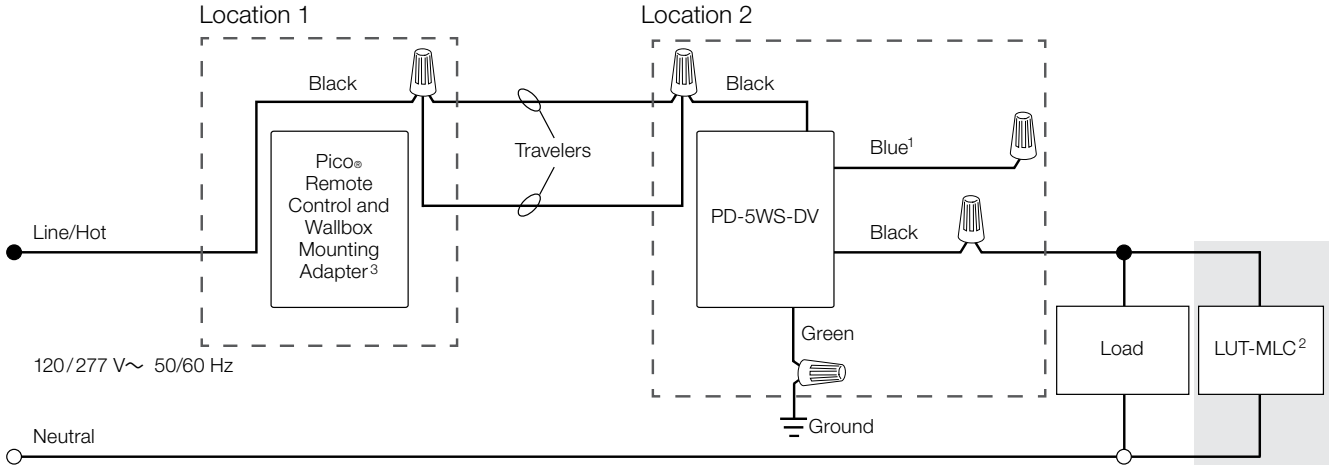 Location 1
Location 2
Black
Black
Travelers
Blue1
Pico®
Remote
Control and
Wallbox
Mounting
Adapter3
PD-5WS-DV
Line/Hot
Black
Green
Load
LUT-MLC2
120/277 V~ 50/60 Hz
Ground
Neutral